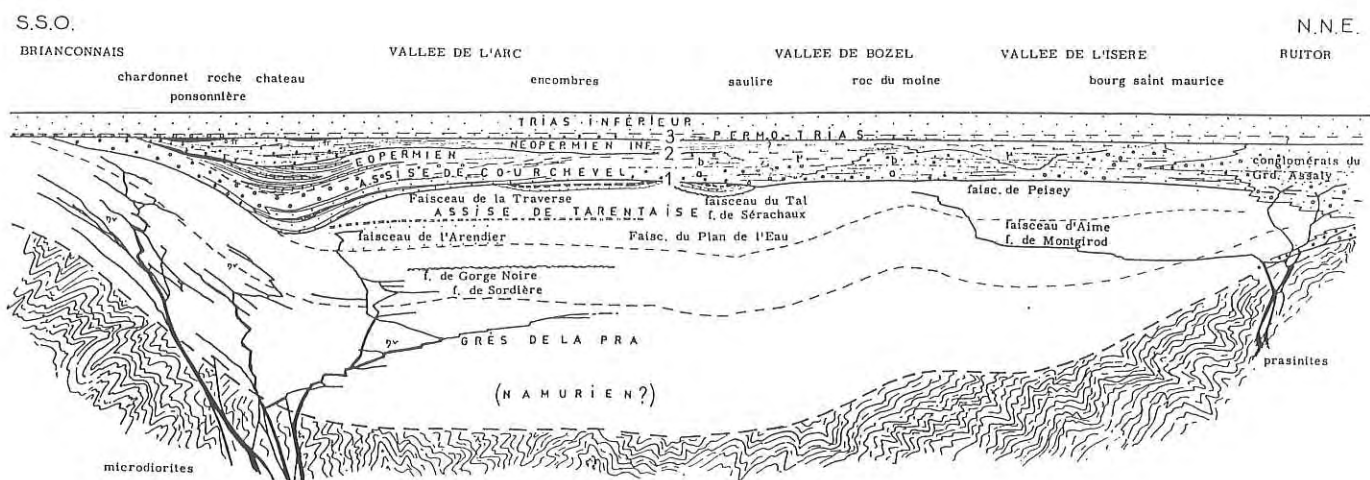 S.S.O. N.N.E.
BRIANCONNAIS VALLEE DE L'ARC VALLEE DE BOZEL VALLEE DE L'ISERE RUITOR
chardonnet roche chateau encombres saulire roc du moine bourg saint maurice
ponsonnière
TRIAS INFÉRIEUR
3 PERMO-TRIAS
NEOPERMIEN INF.
2
EOPERMIEN
b b
conglomérats du
Grd. Assaly
ASSISE DE COURCHEVEL
1
faisc. de Peisey
Faisceau de la Traverse faisceau du Tal
ASSISE DE TARENTAISE f. de Sérachaux
faisceau d'Aime
faisceau de l'Arendier Faisc. du Plan de l'Eau f. de Montgirod
f. de Gorge Noire
f. de Sordière
GRÈS DE LA PRA
prasinites
(NAMURIEN?)
microdiorites